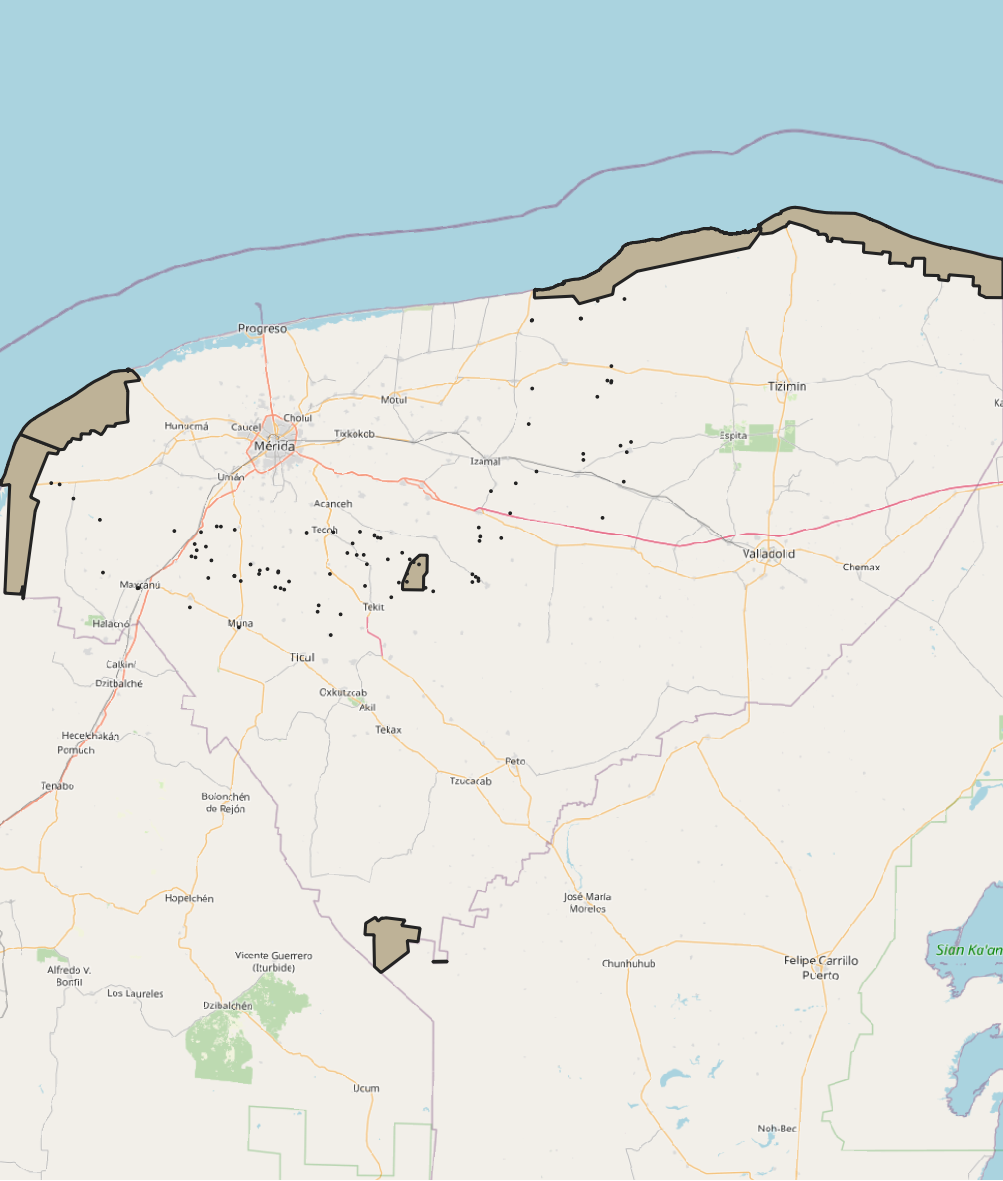 Progreso
Tizimín
Ka
Motul
Cholul
Hunucmá
Caucel
Tixkokob
Espita
Mérida
Izamal
Umán
Acanceh
Tecoh
Valladolid
Chemax
Maxcanú
Tekit
Halachó
Muna
Ticul
Calkiní
Dzitbalché
Oxkutzcab
Akil
Tekax
Hecelchakán
Pomuch
Peto
Tzucacab
Tenabo
Bolonchén
de Rejón
Hopelchén
José María
Morelos
Sian Ka'an
Vicente Guerrero
(Iturbide)
Chunhuhub
Felipe Carrillo
Puerto
Alfredo V.
Bonfil
Los Laureles
Dzibalchén
Ucum
Noh-Bec